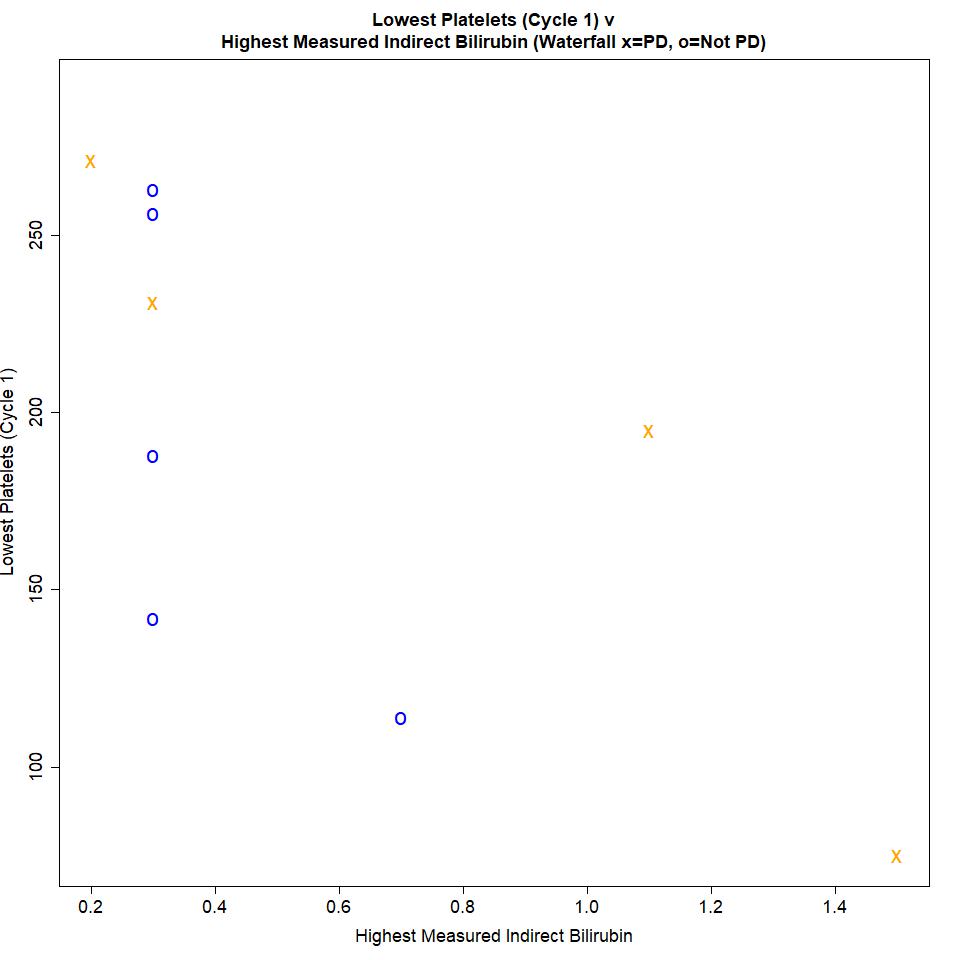 Lowest Platelets (Cycle 1) v
Highest Measured Indirect Bilirubin (Waterfall x=PD, o=Not PD)
Lowest Platelets (Cycle 1)
250
200
150
100
X
O
O
X
X
O
O
O
X
0.2 0.4 0.6 0.8 1.0 1.2 1.4
Highest Measured Indirect Bilirubin